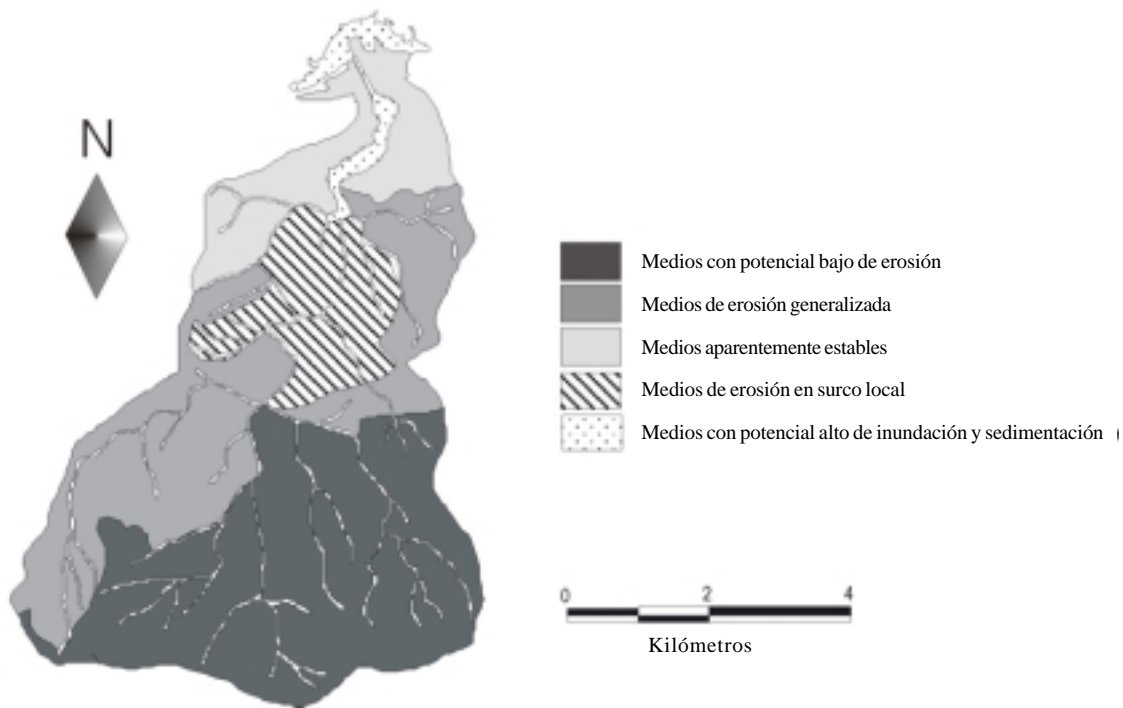 N
Medios con potencial bajo de erosión
Medios de erosión generalizada
Medios aparentemente estables
Medios de erosión en surco local
Medios con potencial alto de inundación y sedimentación (
0 2 4
Kilómetros